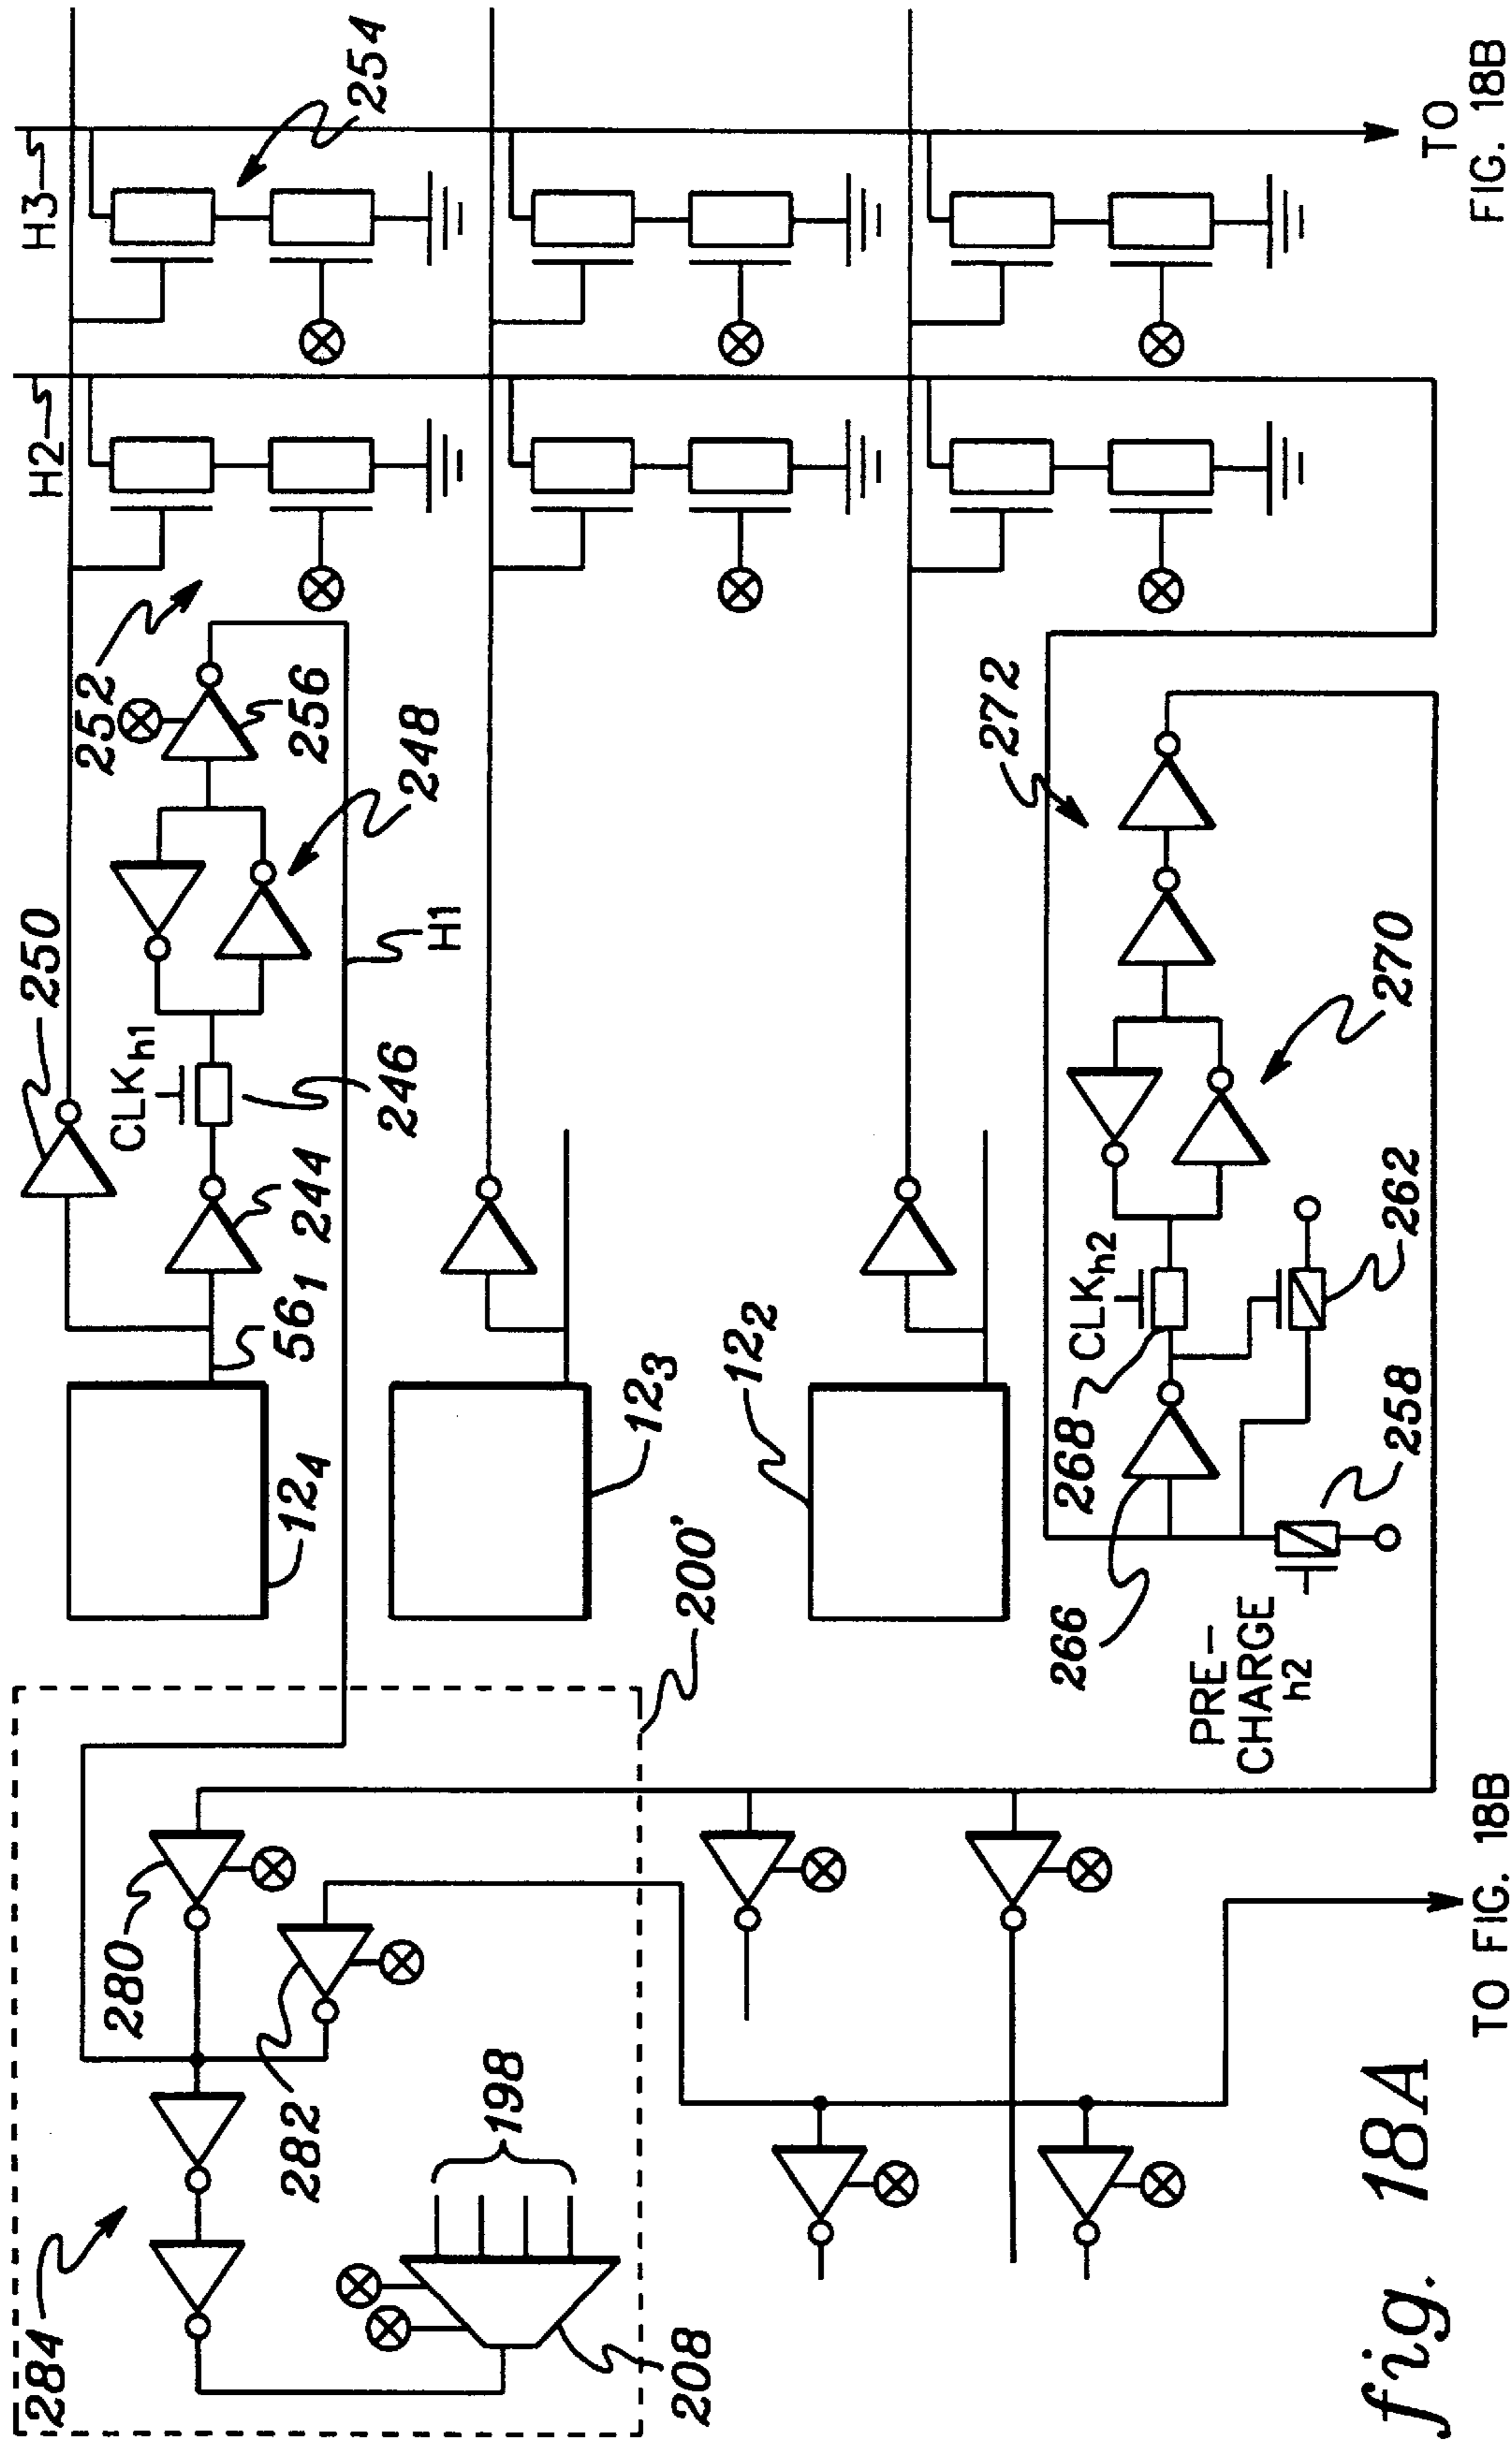 284
280
282
198
208
200'
12₄
56₁
250
CLKh1
244
246
248
252
256
H1
H2
H3
254
12₃
12₂
PRE-
CHARGE
h2
266
268
CLKh2
258
262
270
272
TO FIG. 18B
TO
FIG. 18B
fig. 18A